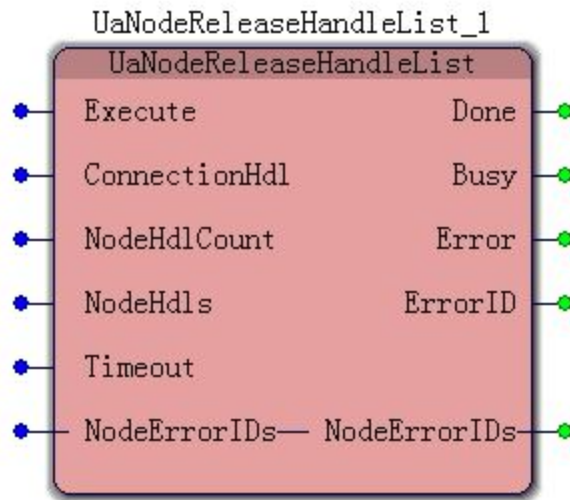 UaNodeReleaseHandleList_1
UaNodeReleaseHandleList
Execute Done
ConnectionHdl Busy
NodeHdlCount Error
NodeHdls ErrorID
Timeout
NodeErrorIDs NodeErrorIDs